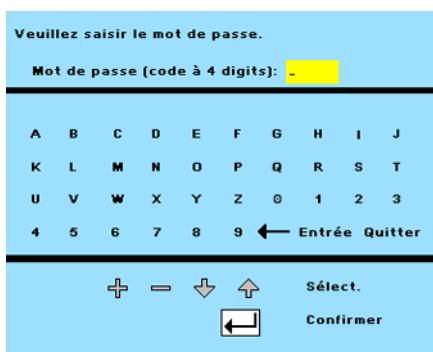 Veuillez saisir le mot de passe.
Mot de passe (code à 4 digits): -
A B C D E F G H I J
K L M N O P Q R S T
U V W X Y Z 0 1 2 3
4 5 6 7 8 9 ← Entrée Quitter
Sélect.
Confirmer